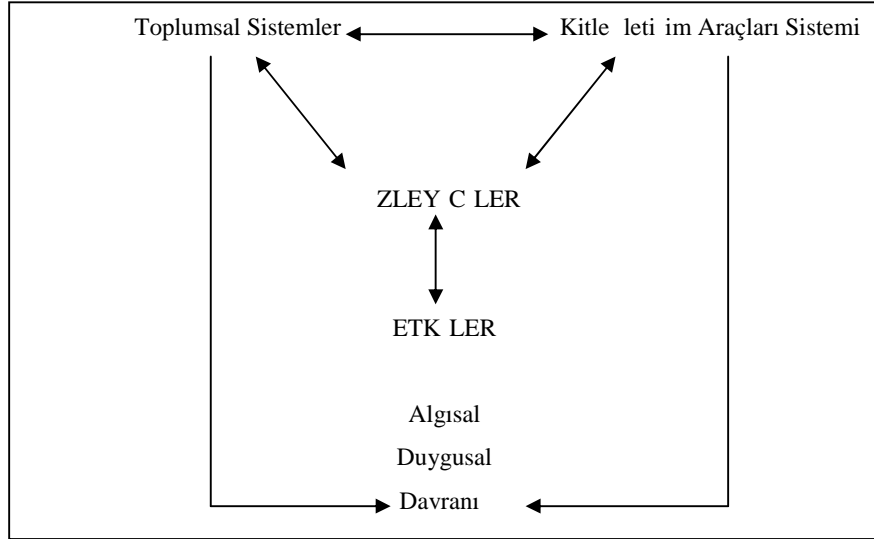 Toplumsal Sistemler Kitle leti im Araçları Sistemi
ZLEY C LER
ETK LER
Algısal
Duygusal
Davranı